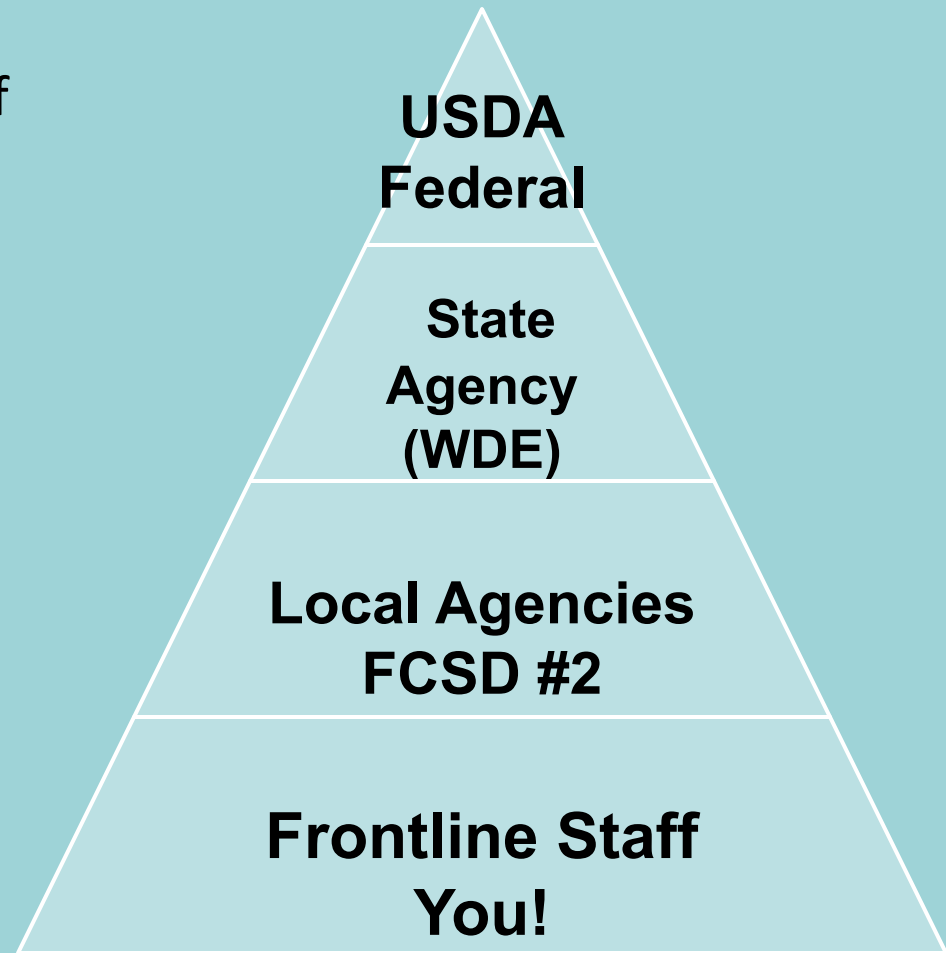 f
USDA
Federal
State
Agency
(WDE)
Local Agencies
FCSD #2
Frontline Staff
You!